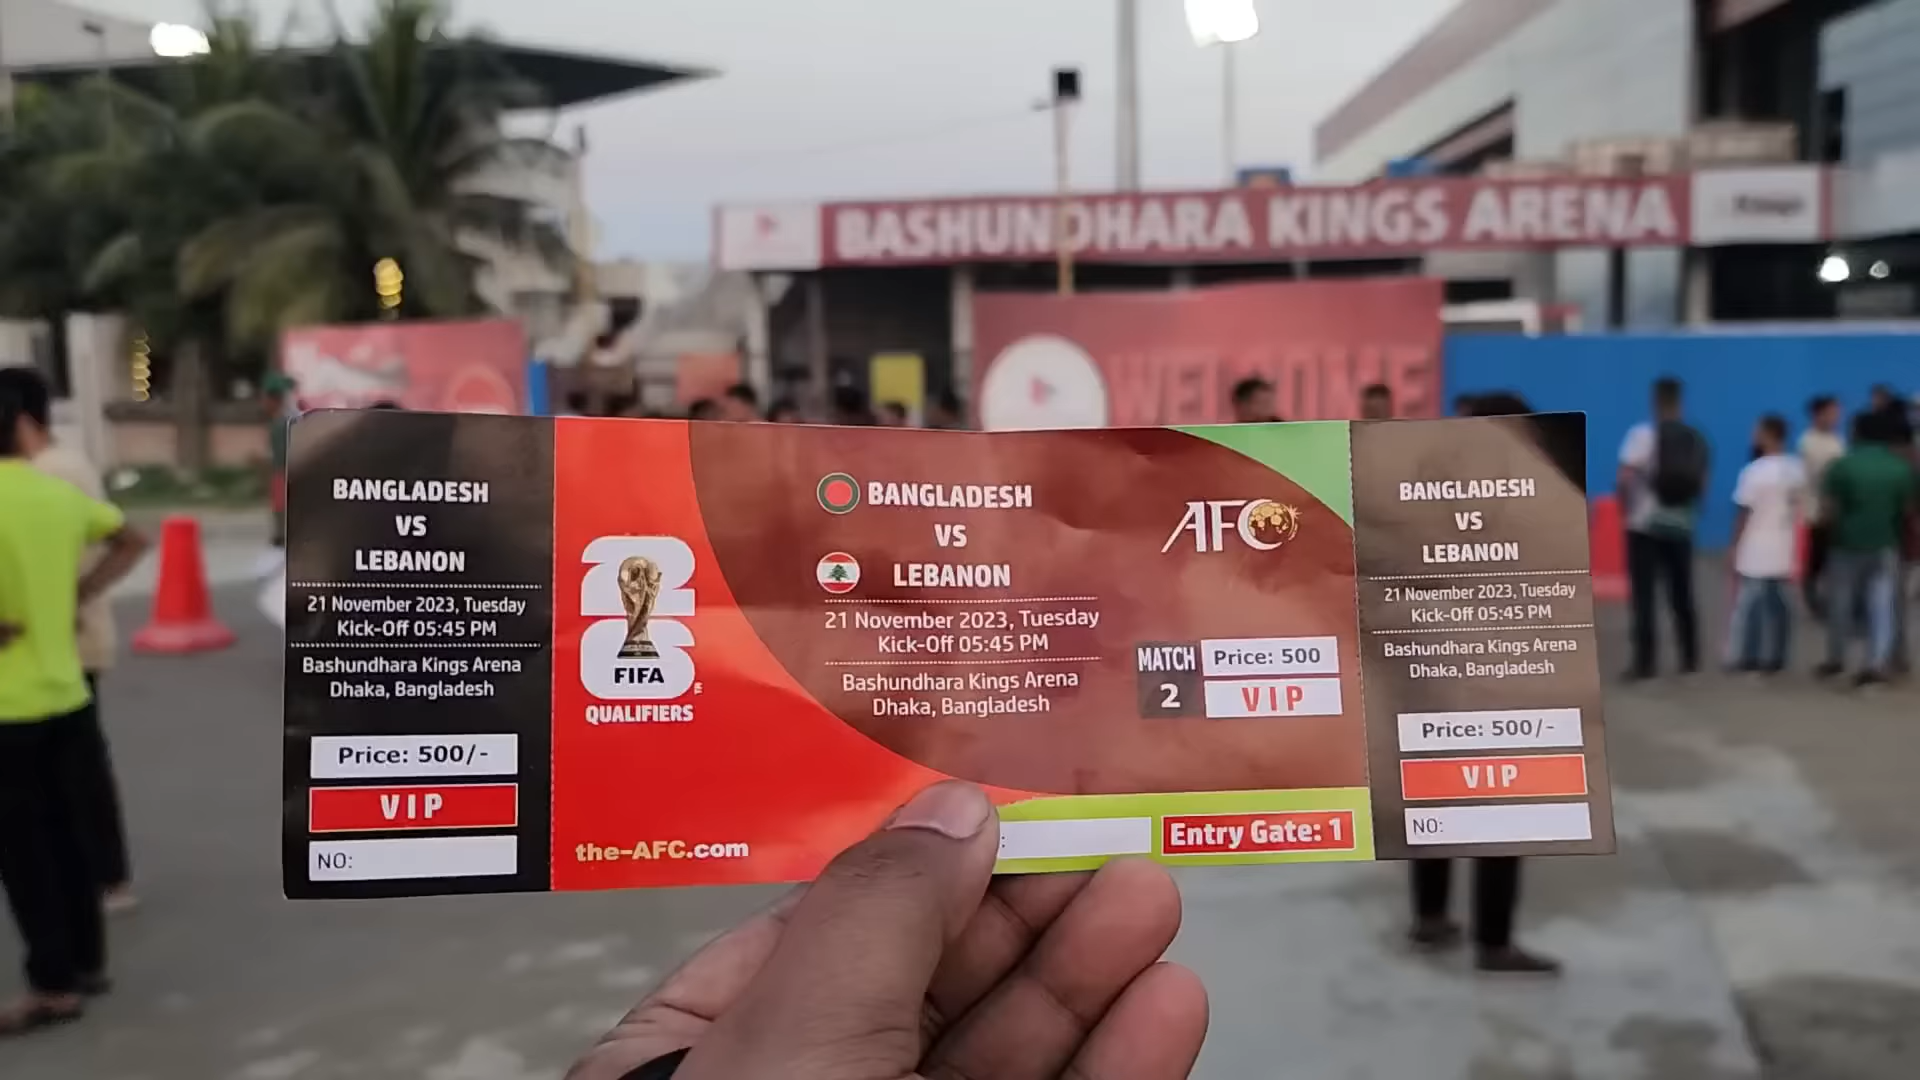 BASHUNDHARA KINGS ARENA
WELCOME
BANGLADESH
VS
LEBANON
21 November 2023, Tuesday
Kick-Off 05:45 PM
Bashundhara Kings Arena
Dhaka, Bangladesh
Price: 500/-
VIP
NO:
26
FIFA
TM
QUALIFIERS
the-AFC.com
BANGLADESH
VS
LEBANON
21 November 2023, Tuesday
Kick-Off 05:45 PM
Bashundhara Kings Arena
Dhaka, Bangladesh
AFC
MATCH
2
Price: 500
VIP
Entry Gate: 1
BANGLADESH
VS
LEBANON
21 November 2023, Tuesday
Kick-Off 05:45 PM
Bashundhara Kings Arena
Dhaka, Bangladesh
Price: 500/-
VIP
NO: